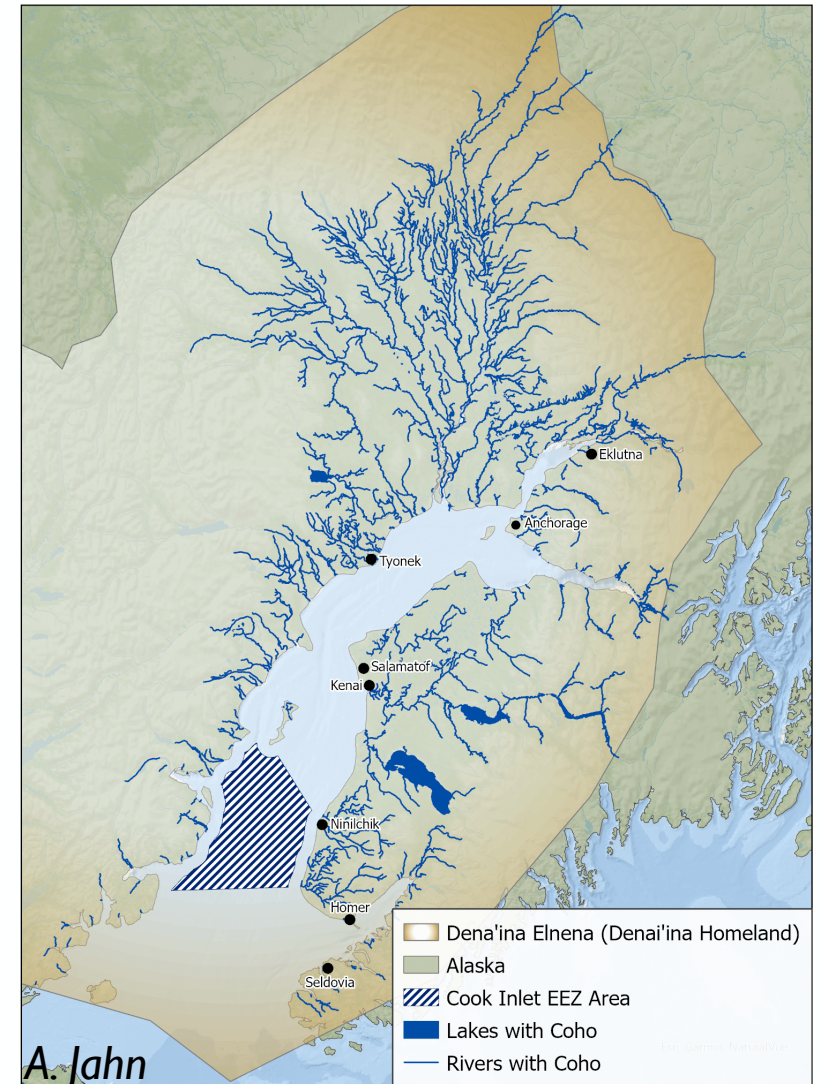 Eklutna
Anchorage
Tyonek
Salamatof
Kenai
Ninilchik
Homer
Seldovia
Dena'ina Elnena (Denai'ina Homeland)
Alaska
Cook Inlet EEZ Area
Lakes with Coho
Rivers with Coho
A. Jahn